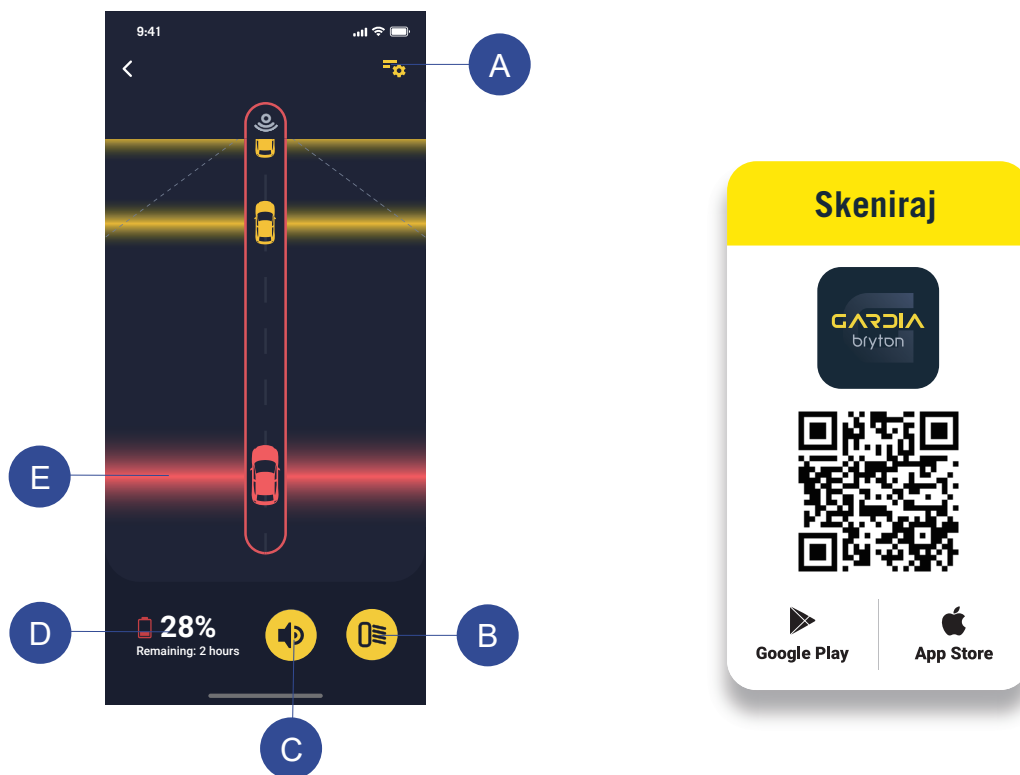 9:41
A
E
D
28%
Remaining: 2 hours
B
C
Skeniraj
GARDIA
bryton
Google Play
App Store